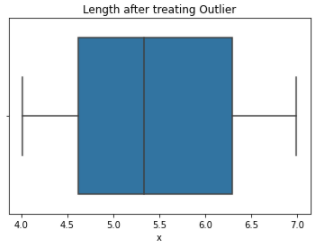 Length after treating Outlier
4.0 4.5 5.0 5.5 6.0 6.5 7.0
x